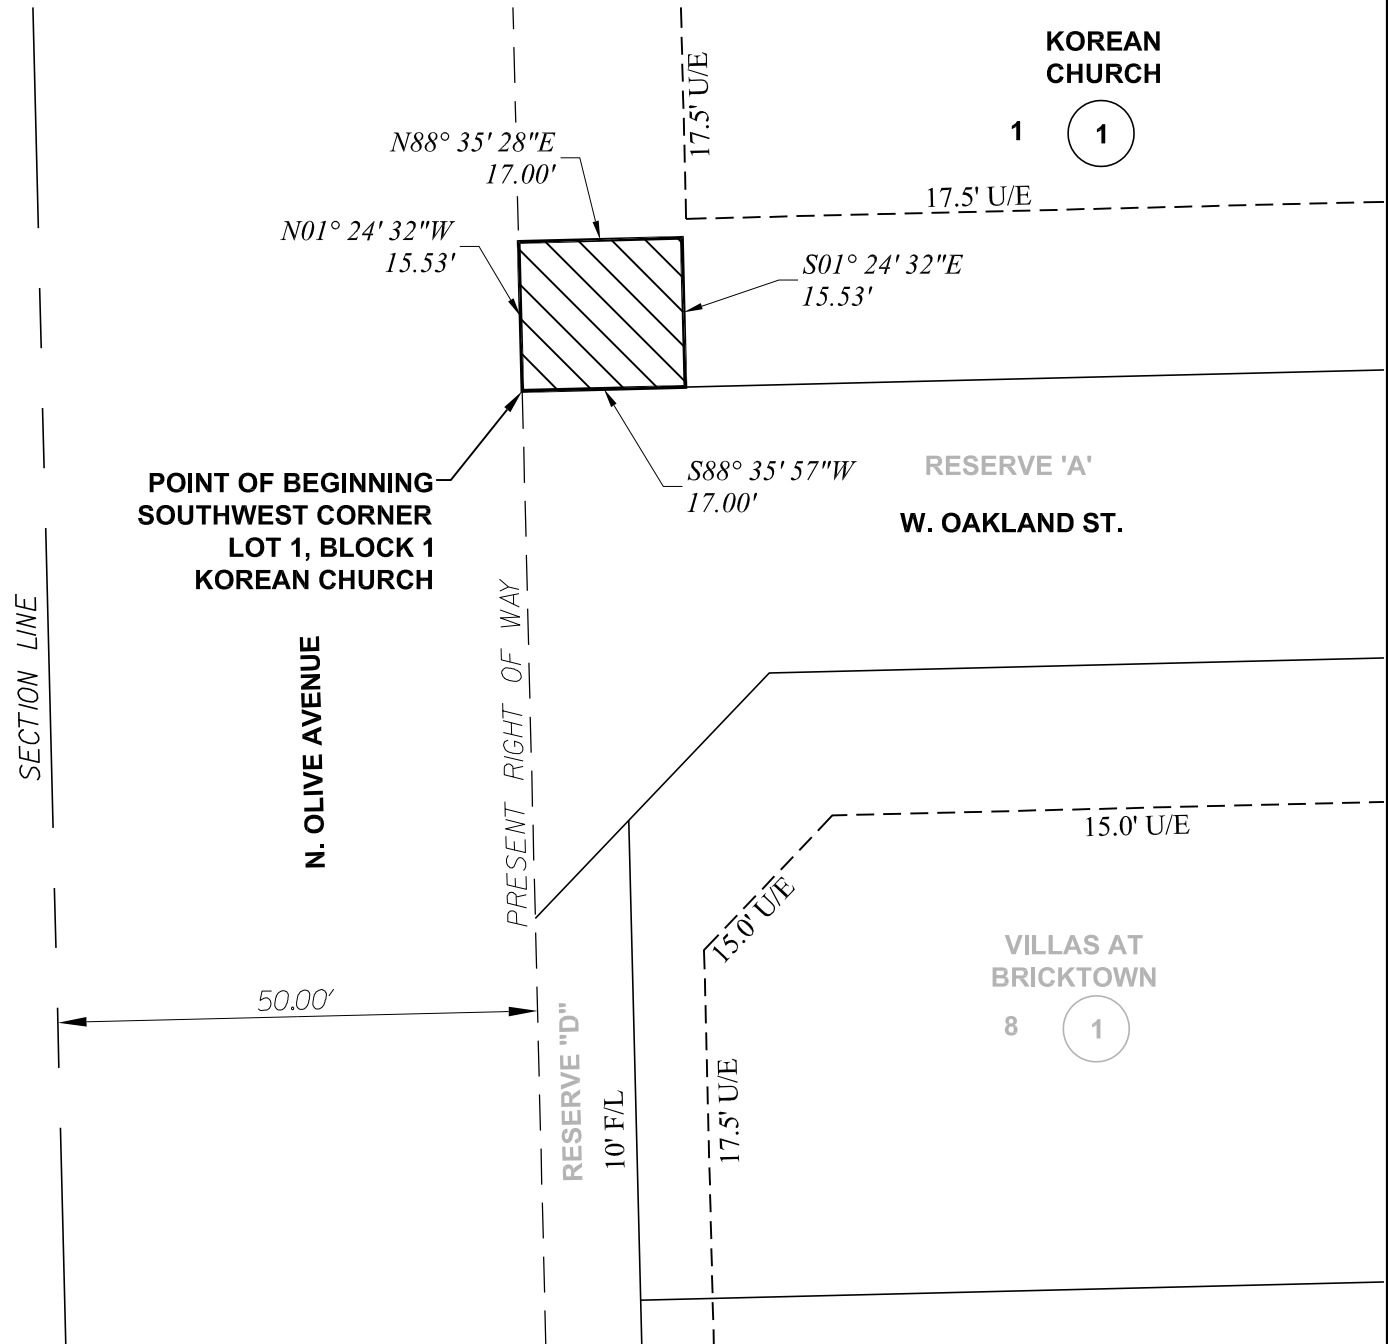 KOREAN
CHURCH
1
1
17.5' U/E
17.5' U/E
N88° 35' 28"E
17.00'
N01° 24' 32"W
15.53'
S01° 24' 32"E
15.53'
S88° 35' 57"W
17.00'
RESERVE 'A'
W. OAKLAND ST.
POINT OF BEGINNING
SOUTHWEST CORNER
LOT 1, BLOCK 1
KOREAN CHURCH
SECTION LINE
N. OLIVE AVENUE
PRESENT RIGHT OF WAY
15.0' U/E
15.0' U/E
VILLAS AT
BRICKTOWN
8
1
50.00'
RESERVE "D"
10' F/L
17.5' U/E